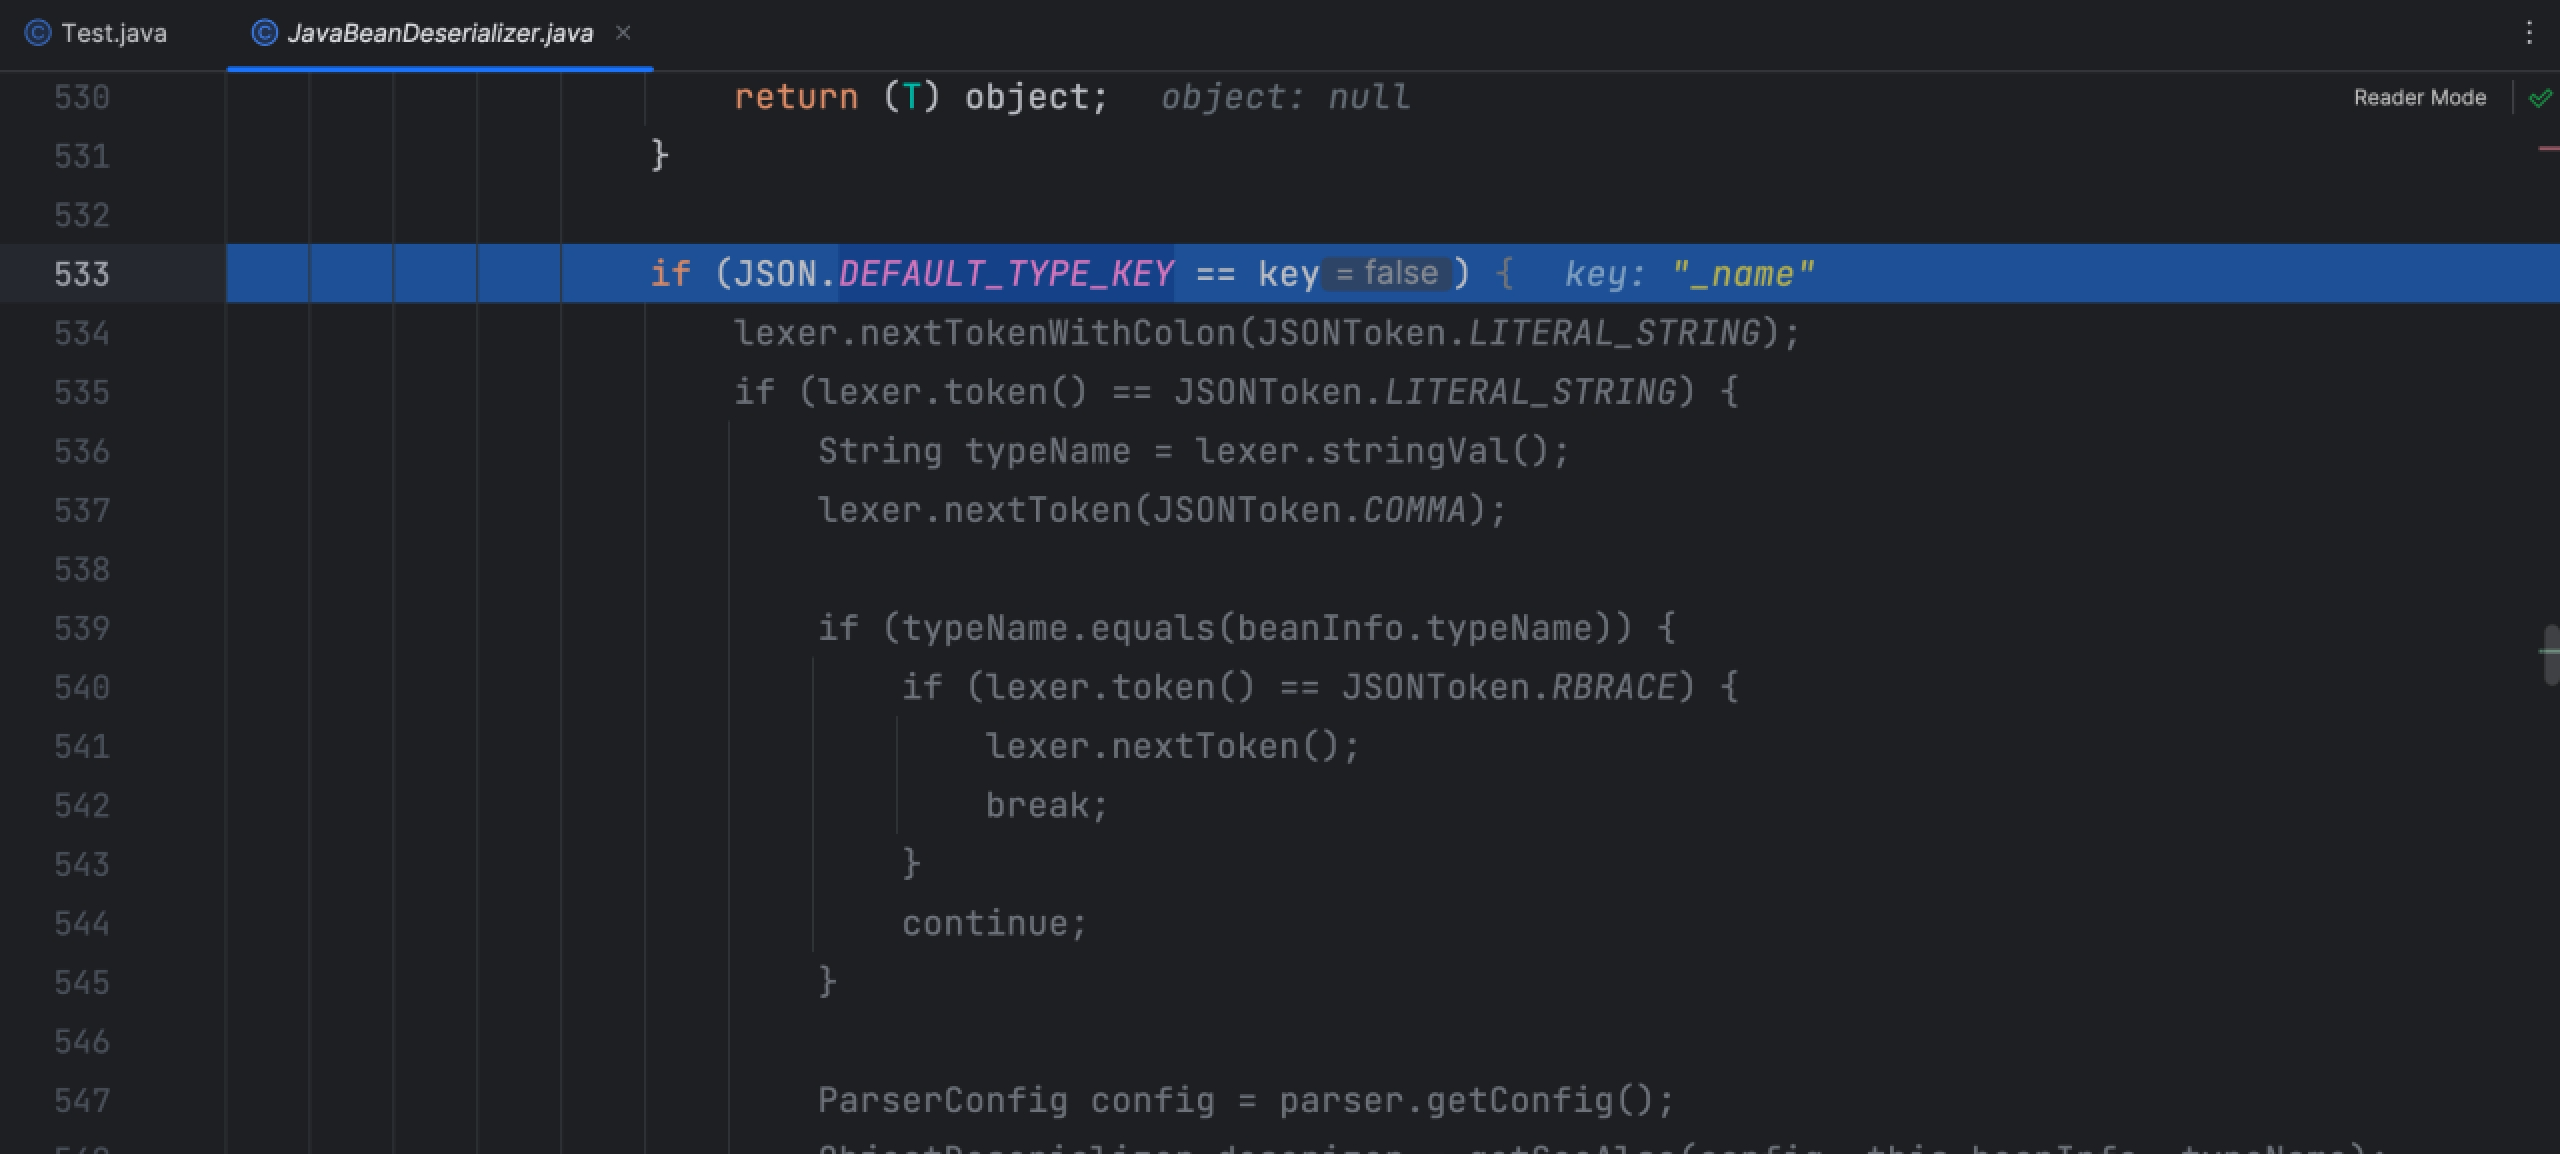 Test.java JavaBeanDeserializer.java
530 return (T) object; object: null Reader Mode
531 }
532
533 if (JSON.DEFAULT_TYPE_KEY == key = false ) { key: "_name"
534 lexer.nextTokenWithColon(JSONToken.LITERAL_STRING);
535 if (lexer.token() == JSONToken.LITERAL_STRING) {
536 String typeName = lexer.stringVal();
537 lexer.nextToken(JSONToken.COMMA);
538
539 if (typeName.equals(beanInfo.typeName)) {
540 if (lexer.token() == JSONToken.RBRACE) {
541 lexer.nextToken();
542 break;
543 }
544 continue;
545 }
546
547 ParserConfig config = parser.getConfig();